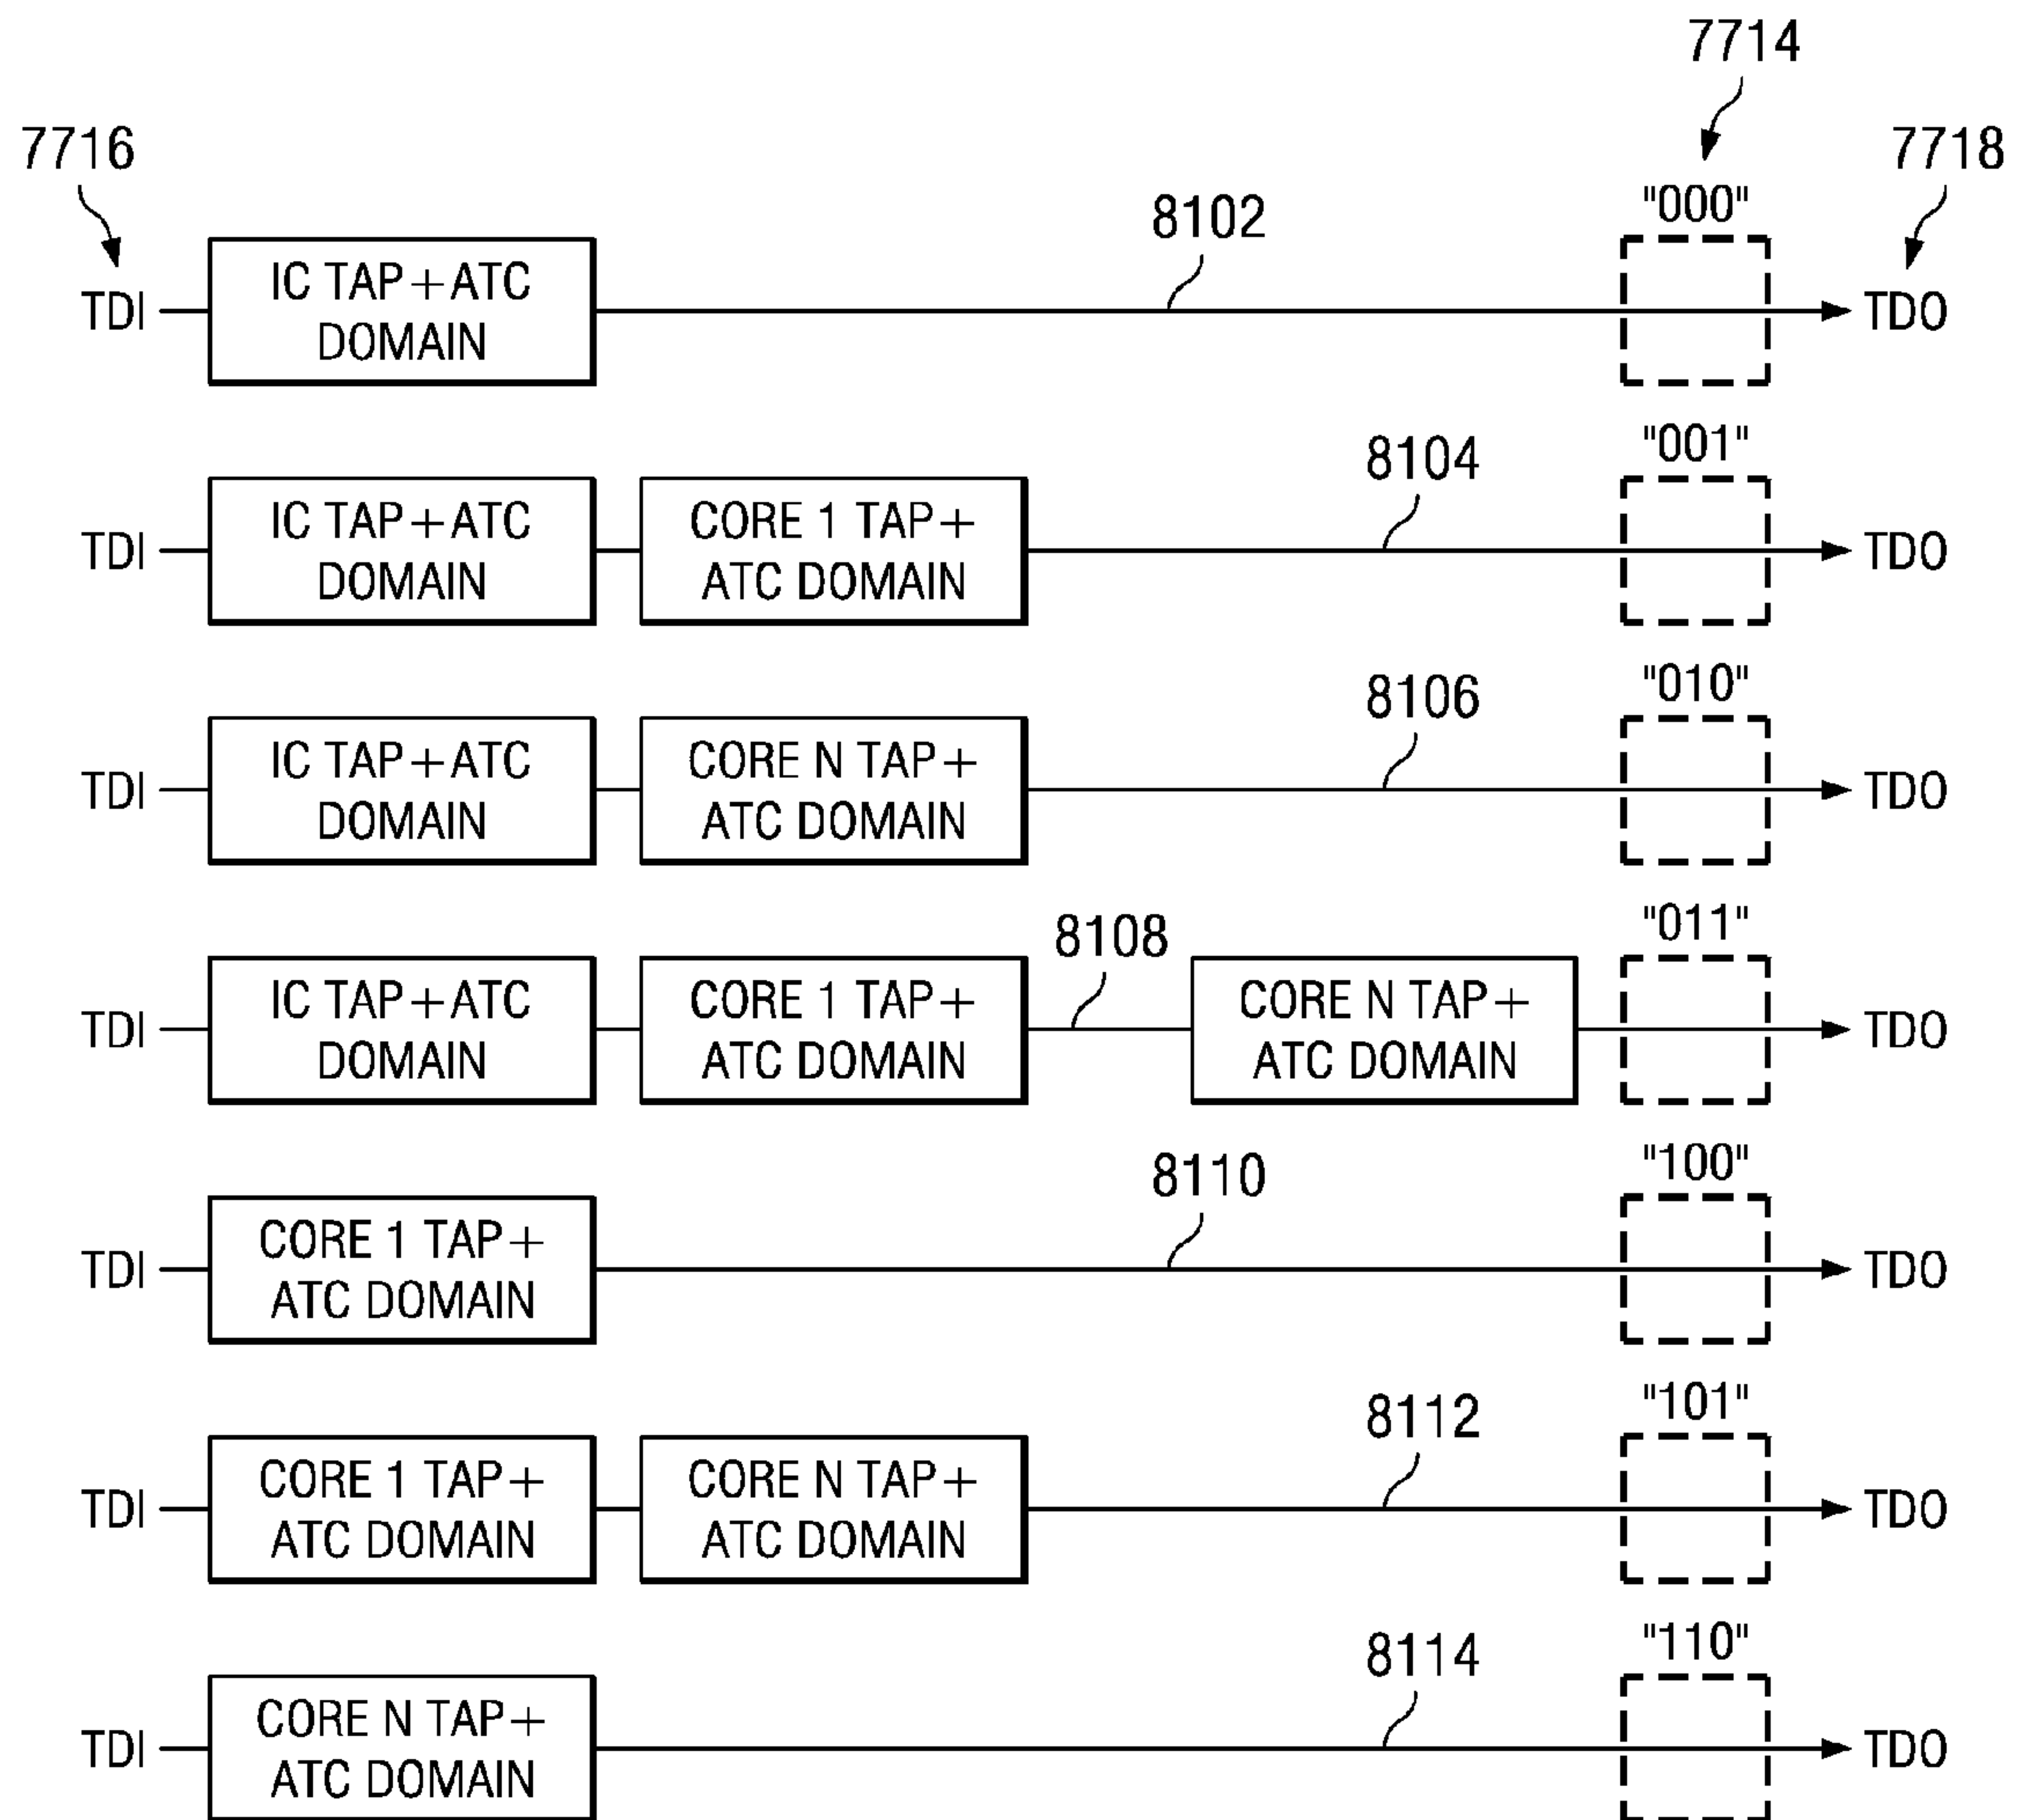 7714
7716
7718
8102
"000"
TDI
IC TAP+ATC
DOMAIN
TDO
8104
"001"
TDI
IC TAP+ATC
DOMAIN
CORE 1 TAP+
ATC DOMAIN
TDO
8106
"010"
TDI
IC TAP+ATC
DOMAIN
CORE N TAP+
ATC DOMAIN
TDO
8108
"011"
TDI
IC TAP+ATC
DOMAIN
CORE 1 TAP+
ATC DOMAIN
CORE N TAP+
ATC DOMAIN
TDO
8110
"100"
TDI
CORE 1 TAP+
ATC DOMAIN
TDO
8112
"101"
TDI
CORE 1 TAP+
ATC DOMAIN
CORE N TAP+
ATC DOMAIN
TDO
8114
"110"
TDI
CORE N TAP+
ATC DOMAIN
TDO